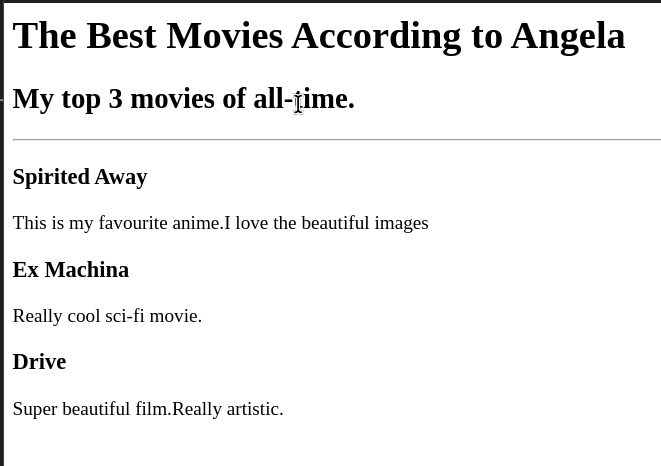 The Best Movies According to Angela
My top 3 movies of all-time.
Spirited Away
This is my favourite anime.I love the beautiful images
Ex Machina
Really cool sci-fi movie.
Drive
Super beautiful film.Really artistic.